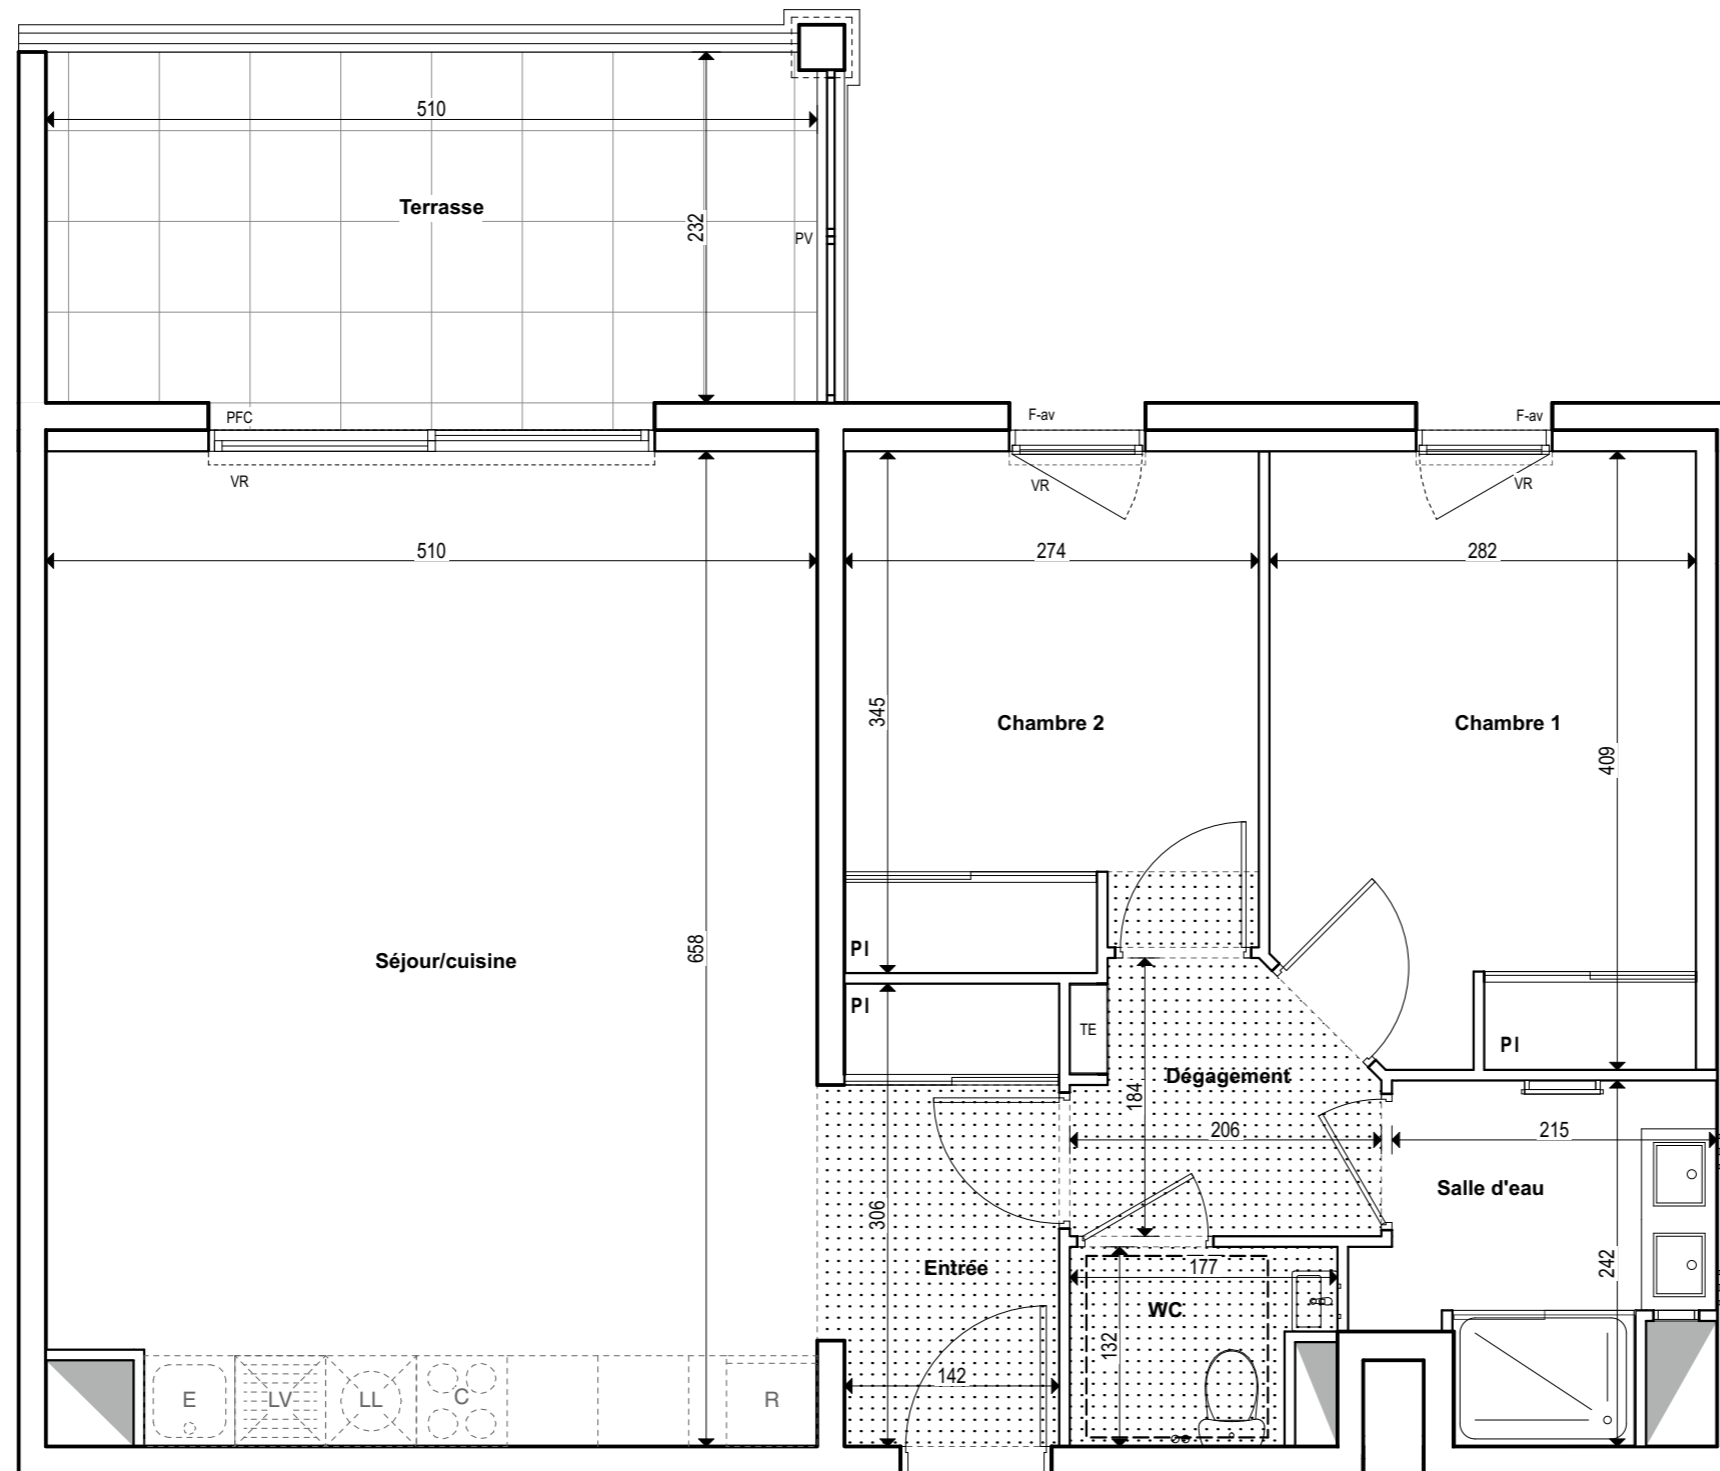 510
Terrasse
232
PV
PFC
F-av
F-av
VR
VR
VR
510
274
282
345
Chambre 2
Chambre 1
409
658
Séjour/cuisine
PI
PI
TE
PI
Dégagement
184
206
215
Salle d'eau
306
242
Entrée
177
WC
132
142
E
LV
LL
C
R